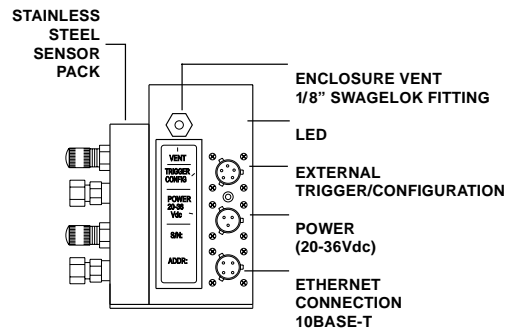 STAINLESS
STEEL
SENSOR
PACK
ENCLOSURE VENT
1/8” SWAGELOK FITTING
LED
EXTERNAL
TRIGGER/CONFIGURATION
POWER
(20-36Vdc)
ETHERNET
CONNECTION
10BASE-T
VENT
TRIGGER
CONFIG
POWER
20-36
Vdc
S/N:
ADDR: